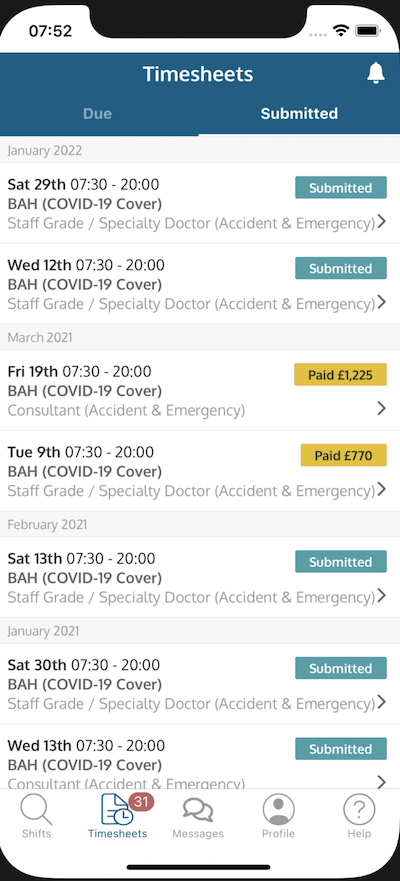 07:52
Timesheets
Due Submitted
January 2022
Sat 29th 07:30 - 20:00 Submitted
BAH (COVID-19 Cover)
Staff Grade / Specialty Doctor (Accident & Emergency)
Wed 12th 07:30 - 20:00 Submitted
BAH (COVID-19 Cover)
Staff Grade / Specialty Doctor (Accident & Emergency)
March 2021
Fri 19th 07:30 - 20:00 Paid £1,225
BAH (COVID-19 Cover)
Consultant (Accident & Emergency)
Tue 9th 07:30 - 20:00 Paid £770
BAH (COVID-19 Cover)
Staff Grade / Specialty Doctor (Accident & Emergency)
February 2021
Sat 13th 07:30 - 20:00 Submitted
BAH (COVID-19 Cover)
Staff Grade / Specialty Doctor (Accident & Emergency)
January 2021
Sat 30th 07:30 - 20:00 Submitted
BAH (COVID-19 Cover)
Staff Grade / Specialty Doctor (Accident & Emergency)
Wed 13th 07:30 - 20:00 Submitted
BAH (COVID-19 Cover)
Consultant (Accident & Emergency)
31
Shifts Timesheets Messages Profile Help